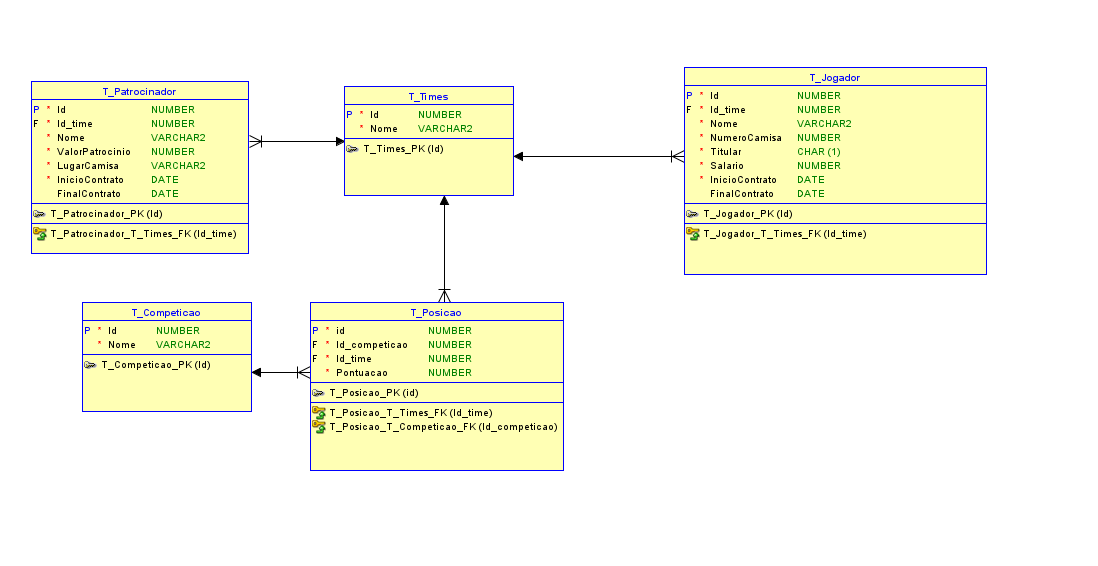 T_Patrocinador
P * Id NUMBER
F * Id_time NUMBER
* Nome VARCHAR2
* ValorPatrocinio NUMBER
* LugarCamisa VARCHAR2
* InicioContrato DATE
FinalContrato DATE
T_Patrocinador_PK (Id)
T_Patrocinador_T_Times_FK (Id_time)
T_Times
P * Id NUMBER
* Nome VARCHAR2
T_Times_PK (Id)
T_Jogador
P * Id NUMBER
F * Id_time NUMBER
* Nome VARCHAR2
* NumeroCamisa NUMBER
* Titular CHAR (1)
* Salario NUMBER
* InicioContrato DATE
FinalContrato DATE
T_Jogador_PK (Id)
T_Jogador_T_Times_FK (Id_time)
T_Competicao
P * Id NUMBER
* Nome VARCHAR2
T_Competicao_PK (Id)
T_Posicao
P * id NUMBER
F * Id_competicao NUMBER
F * Id_time NUMBER
* Pontuacao NUMBER
T_Posicao_PK (id)
T_Posicao_T_Times_FK (Id_time)
T_Posicao_T_Competicao_FK (Id_competicao)